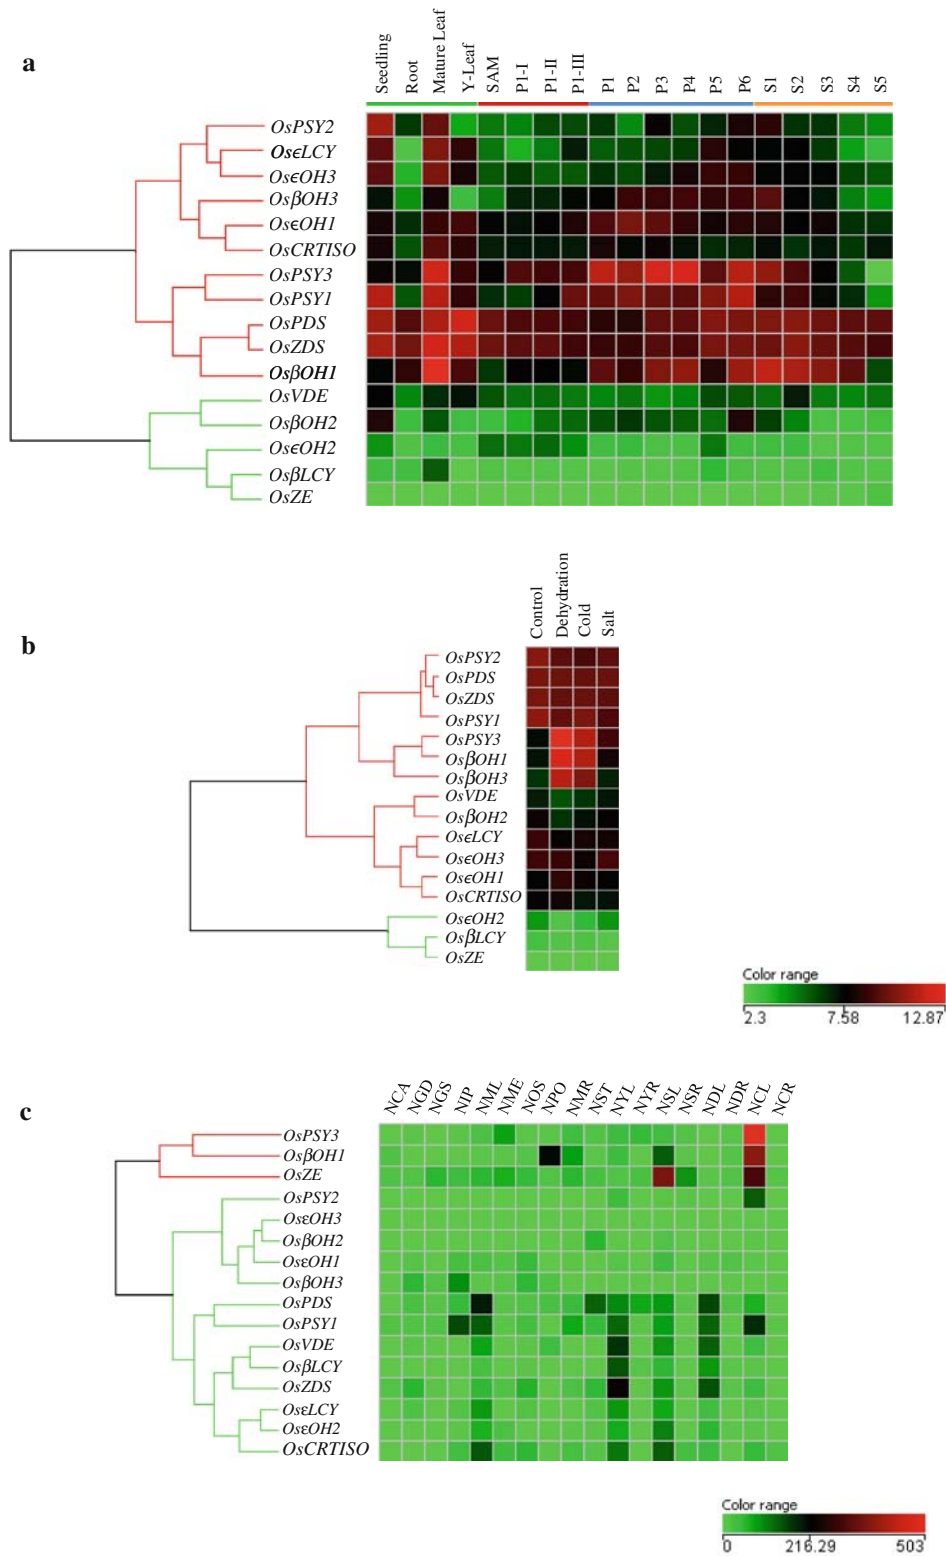 a
Seedling
Root
Mature Leaf
Y-Leaf
SAM
P1-I
P1-II
P1-III
P1
P2
P3
P4
P5
P6
S1
S2
S3
S4
S5
OsPSY2
OsϵLCY
OsϵOH3
OsβOH3
OsϵOH1
OsCRTISO
OsPSY3
OsPSY1
OsPDS
OsZDS
OsβOH1
OsVDE
OsβOH2
OsϵOH2
OsβLCY
OsZE
b
Control
Dehydration
Cold
Salt
OsPSY2
OsPDS
OsZDS
OsPSY1
OsPSY3
OsβOH1
OsβOH3
OsVDE
OsβOH2
OsϵLCY
OsϵOH3
OsϵOH1
OsCRTISO
OsϵOH2
OsβLCY
OsZE
Color range
2.3 7.58 12.87
c
NCA
NGD
NGS
NIP
NML
NME
NOS
NPO
NMR
NST
NYL
NYR
NSL
NSR
NDL
NDR
NCL
NCR
OsPSY3
OsβOH1
OsZE
OsPSY2
OsεOH3
OsβOH2
OsεOH1
OsβOH3
OsPDS
OsPSY1
OsVDE
OsβLCY
OsZDS
OsεLCY
OsεOH2
OsCRTISO
Color range
0 216.29 503